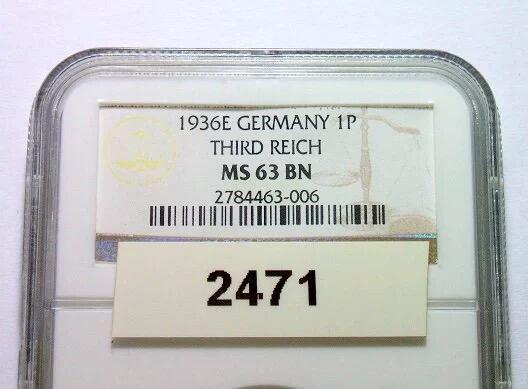 1936E GERMANY 1P
THIRD REICH
MS 63 BN
2784463-006
2471